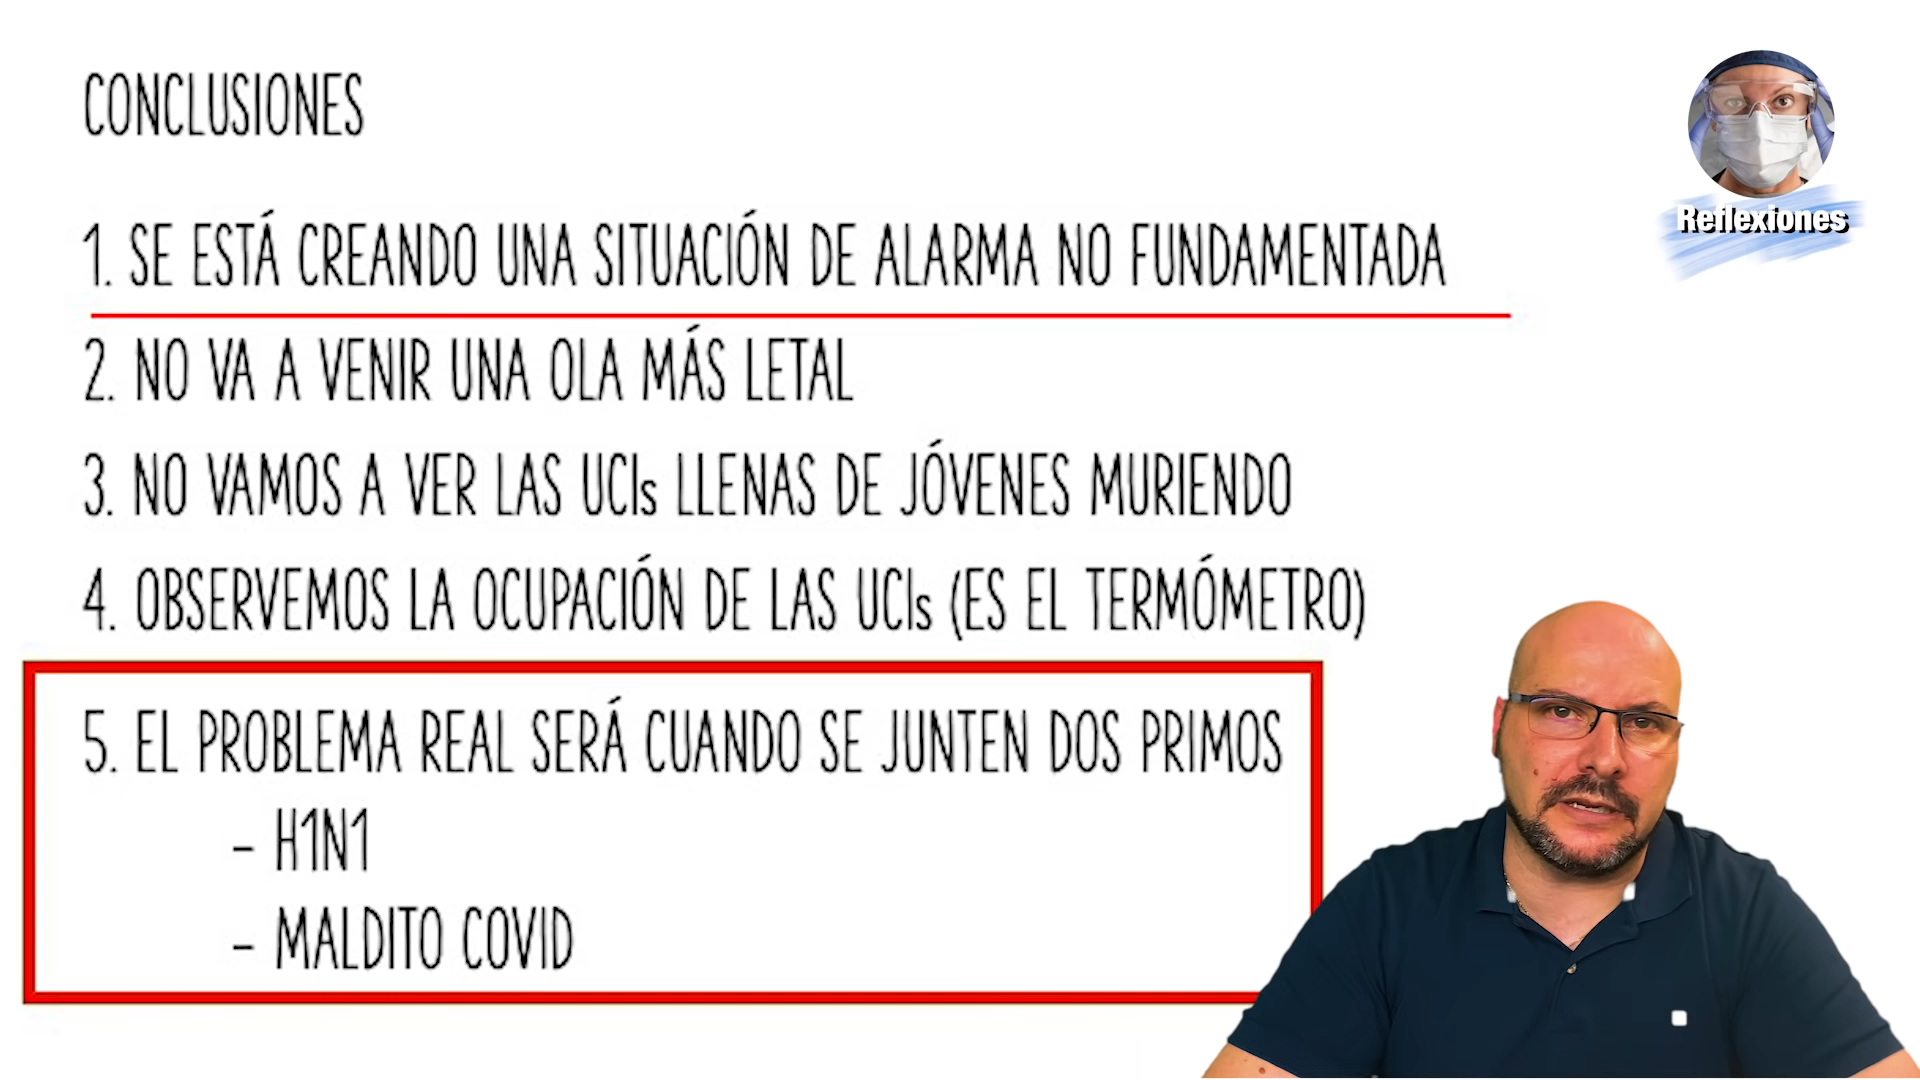 CONCLUSIONES
Reflexiones
1. SE ESTÁ CREANDO UNA SITUACIÓN DE ALARMA NO FUNDAMENTADA
2. NO VA A VENIR UNA OLA MÁS LETAL
3. NO VAMOS A VER LAS UCIs LLENAS DE JÓVENES MURIENDO
4. OBSERVEMOS LA OCUPACIÓN DE LAS UCIs (ES EL TERMÓMETRO)
5. EL PROBLEMA REAL SERÁ CUANDO SE JUNTEN DOS PRIMOS
- H1N1
- MALDITO COVID